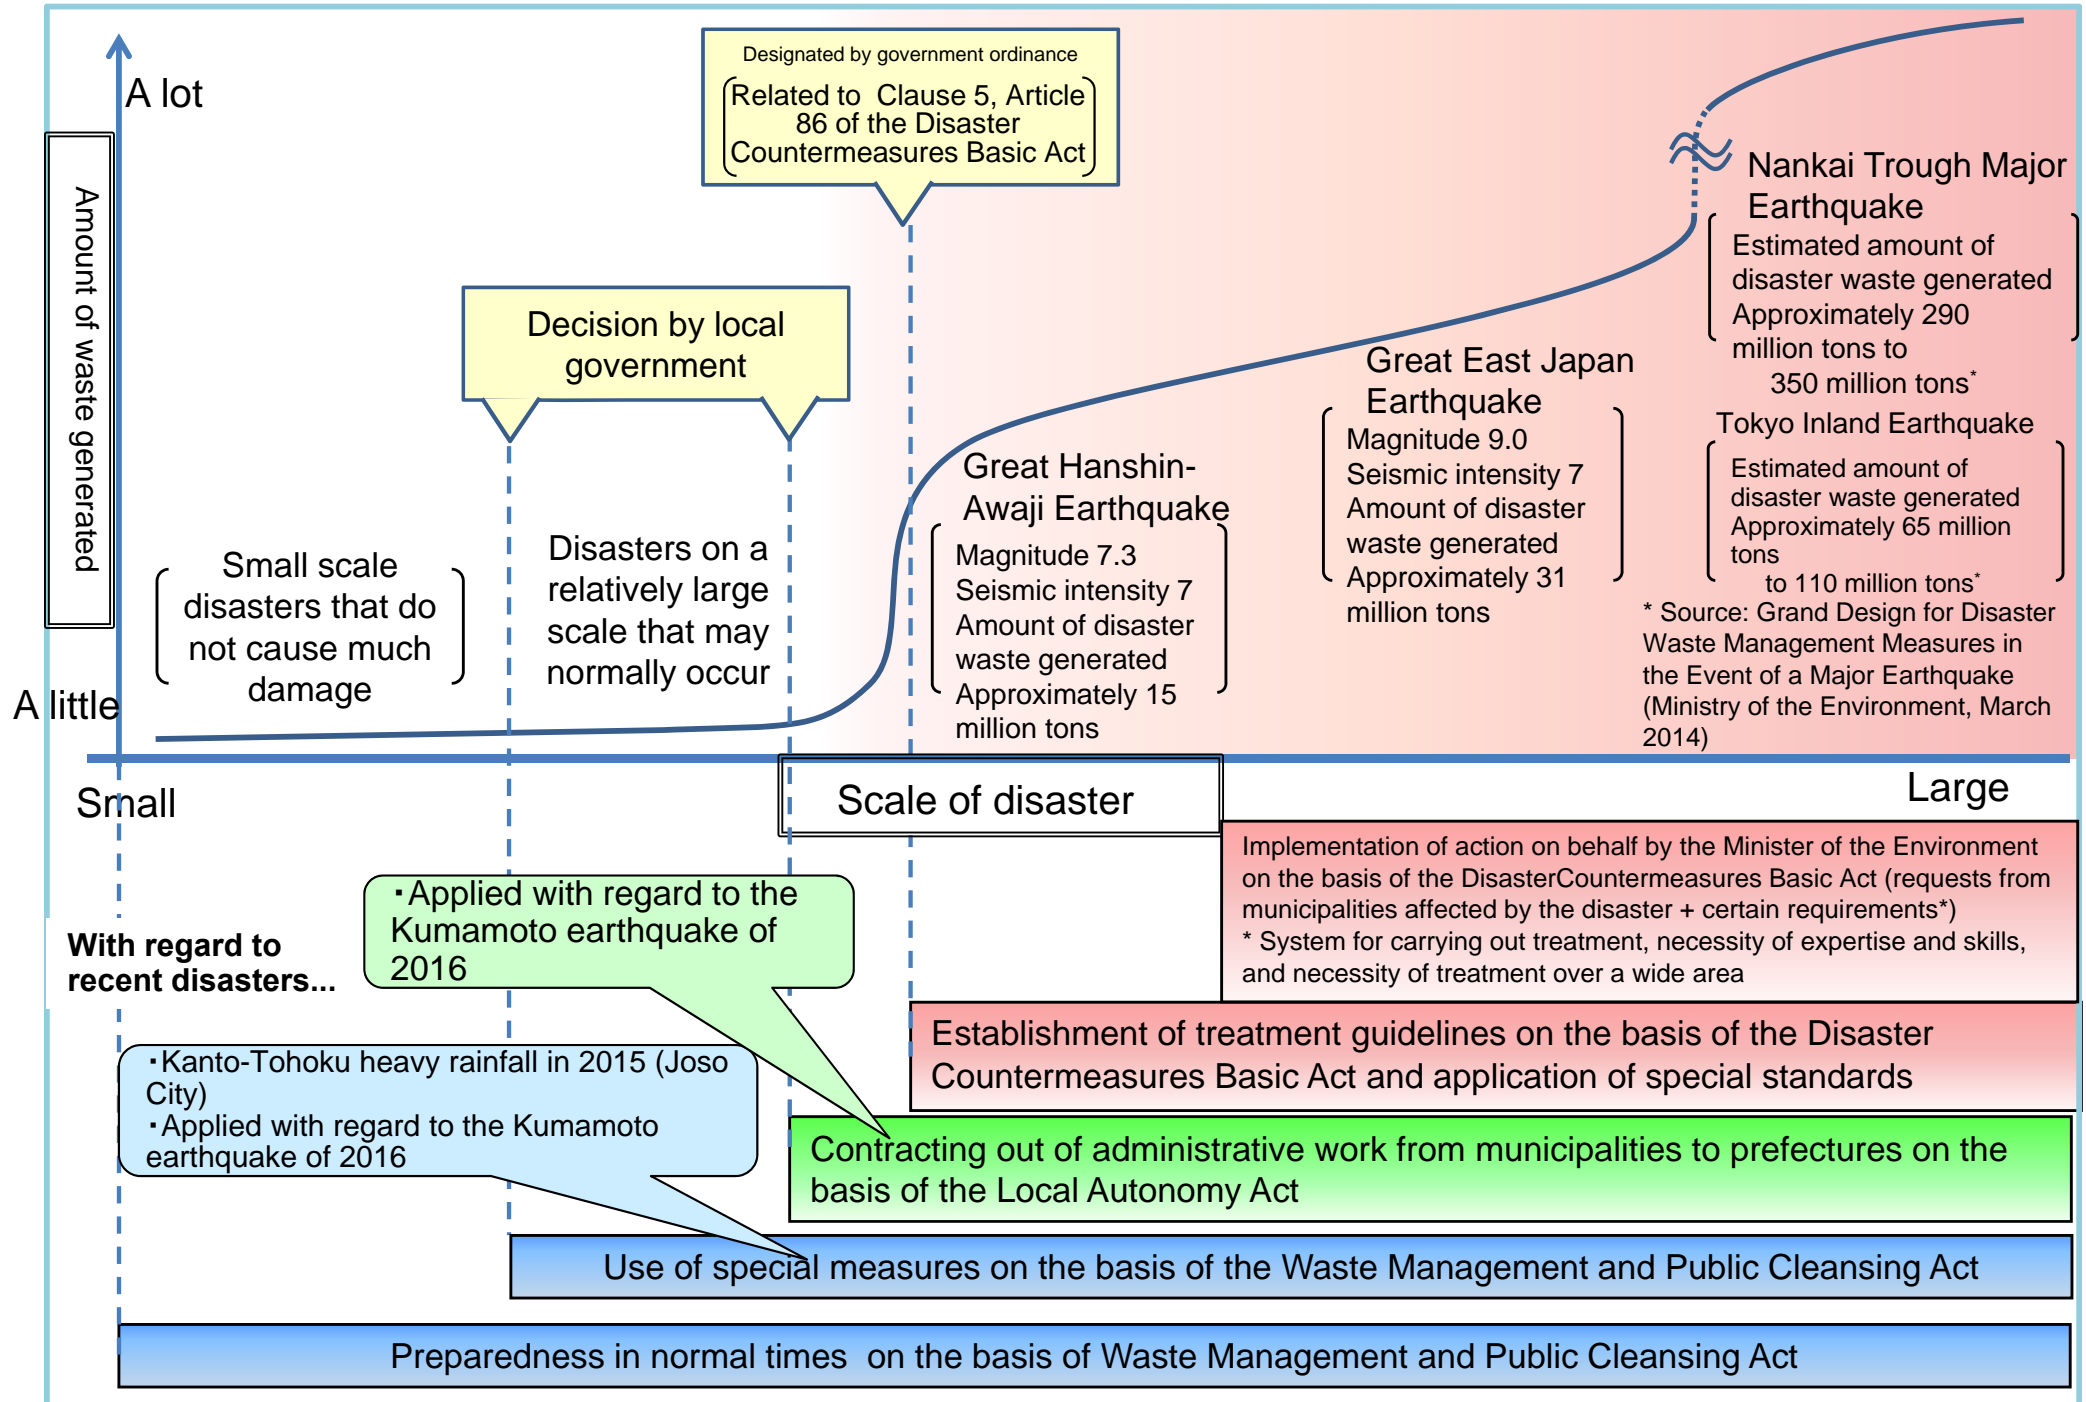 Designated by government ordinance
Related to Clause 5, Article
86 of the Disaster
Countermeasures Basic Act
A lot
Amount of waste generated
A little
Decision by local
government
Small scale
disasters that do
not cause much
damage
Disasters on a
relatively large
scale that may
normally occur
Great Hanshin-
Awaji Earthquake
Magnitude 7.3
Seismic intensity 7
Amount of disaster
waste generated
Approximately 15
million tons
Great East Japan
Earthquake
Magnitude 9.0
Seismic intensity 7
Amount of disaster
waste generated
Approximately 31
million tons
Nankai Trough Major
Earthquake
Estimated amount of
disaster waste generated
Approximately 290
million tons to
350 million tons*
Tokyo Inland Earthquake
Estimated amount of
disaster waste generated
Approximately 65 million
tons
to 110 million tons*
* Source: Grand Design for Disaster
Waste Management Measures in
the Event of a Major Earthquake
(Ministry of the Environment, March
2014)
Small
Scale of disaster
Large
Implementation of action on behalf by the Minister of the Environment
on the basis of the DisasterCountermeasures Basic Act (requests from
municipalities affected by the disaster + certain requirements*)
* System for carrying out treatment, necessity of expertise and skills,
and necessity of treatment over a wide area
With regard to
recent disasters...
・Applied with regard to the
Kumamoto earthquake of
2016
Establishment of treatment guidelines on the basis of the Disaster
Countermeasures Basic Act and application of special standards
・Kanto-Tohoku heavy rainfall in 2015 (Joso
City)
・Applied with regard to the Kumamoto
earthquake of 2016
Contracting out of administrative work from municipalities to prefectures on the
basis of the Local Autonomy Act
Use of special measures on the basis of the Waste Management and Public Cleansing Act
Preparedness in normal times on the basis of Waste Management and Public Cleansing Act